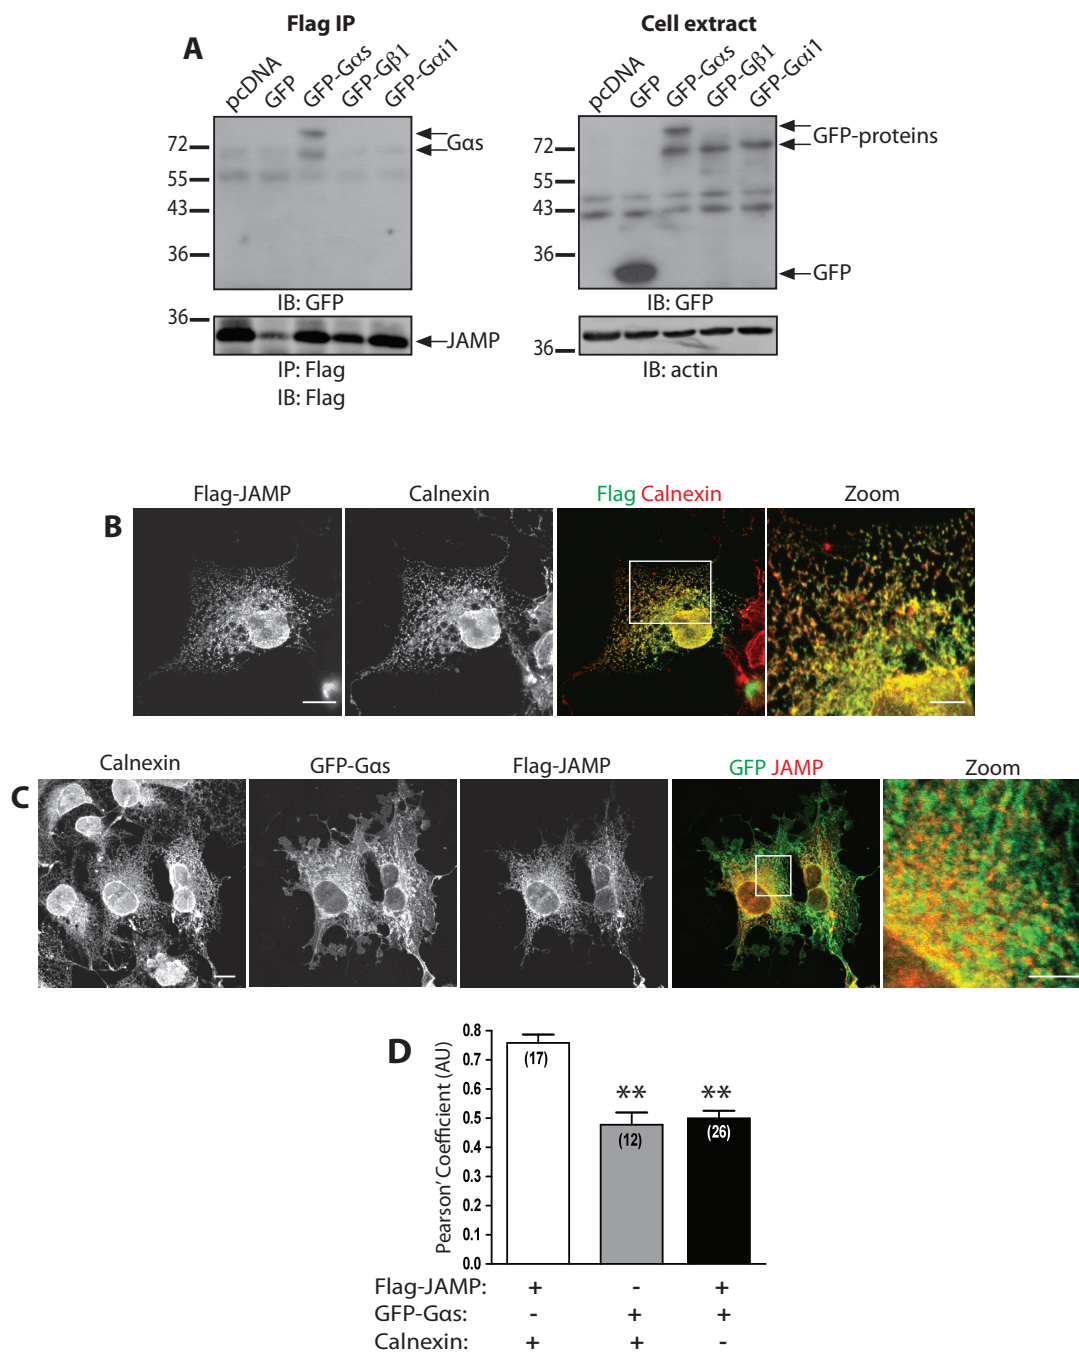 Flag IP
Cell extract
A
pcDNA
GFP
GFP-Gαs
GFP-Gβ1
GFP-Gαi1
pcDNA
GFP
GFP-Gαs
GFP-Gβ1
GFP-Gαi1
72
55
43
36
Gαs
IB: GFP
36
JAMP
IP: Flag
IB: Flag
72
55
43
36
GFP-proteins
GFP
IB: GFP
36
IB: actin
B
Flag-JAMP
Calnexin
Flag Calnexin
Zoom
C
Calnexin
GFP-Gαs
Flag-JAMP
GFP JAMP
Zoom
D
Pearson' Coefficient (AU)
0.8
0.7
0.6
0.5
0.4
0.3
0.2
0.1
0.0
(17)
**
(12)
**
(26)
Flag-JAMP: + - +
GFP-Gαs: - + +
Calnexin: + + -